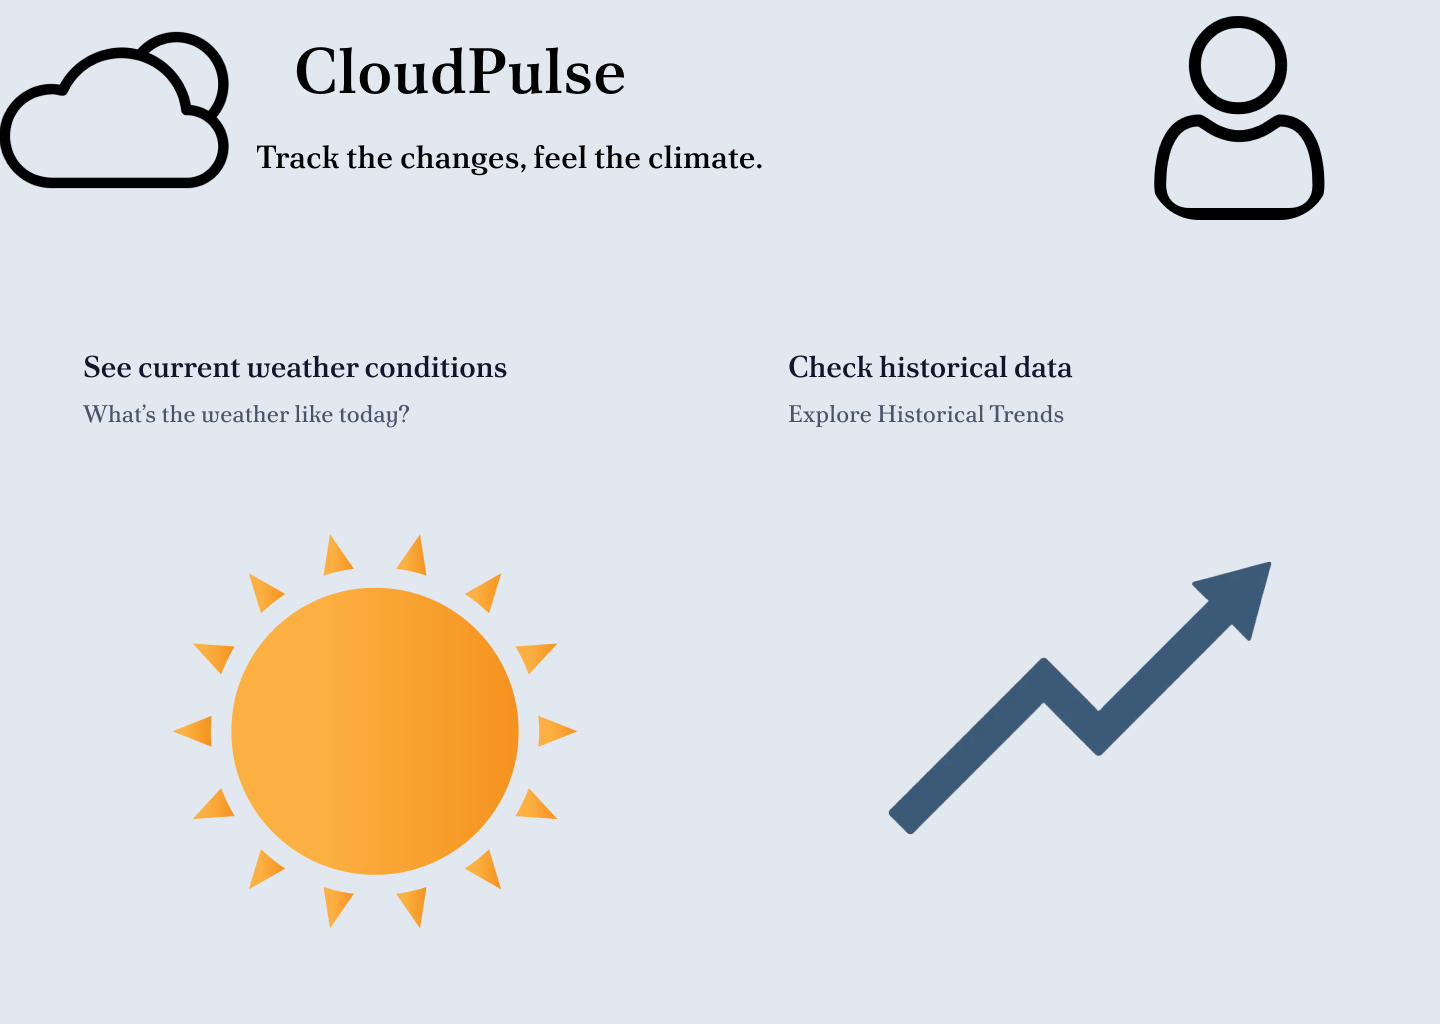 CloudPulse
Track the changes, feel the climate.
See current weather conditions
What’s the weather like today?
Check historical data
Explore Historical Trends